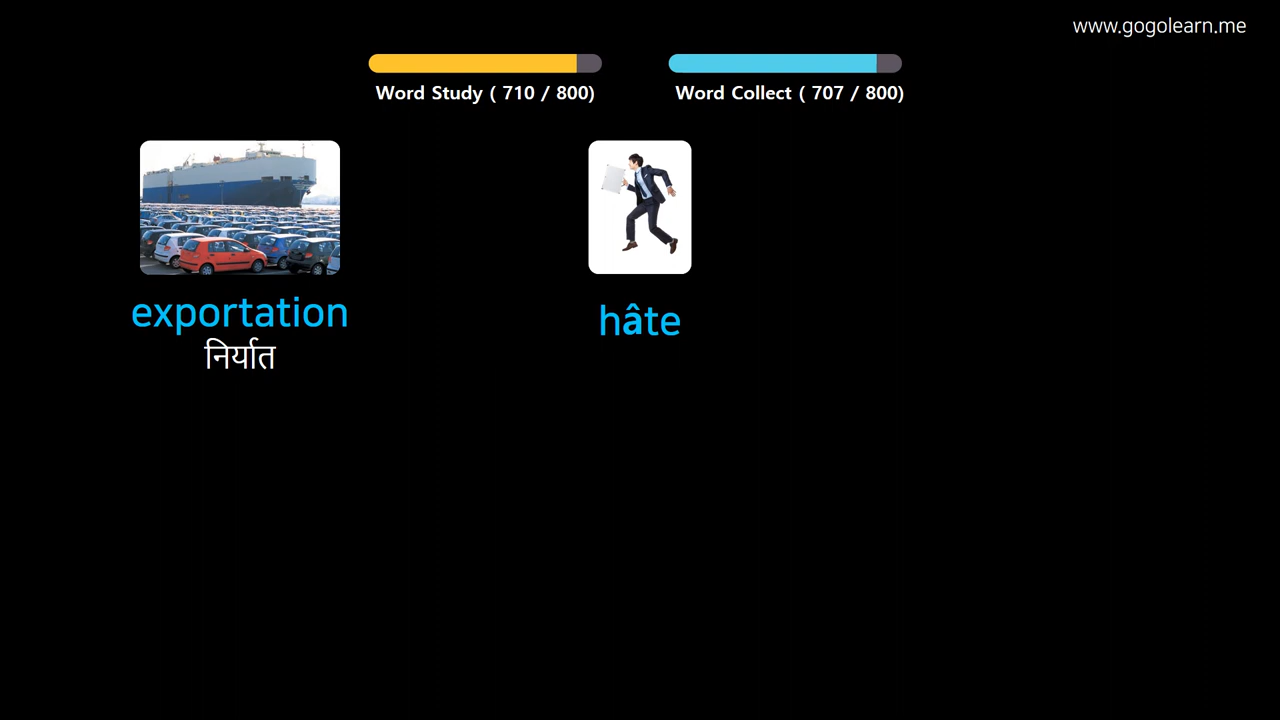 www.gogolearn.me
Word Study ( 710 / 800)
Word Collect ( 707 / 800)
exportation
निर्यात
hâte